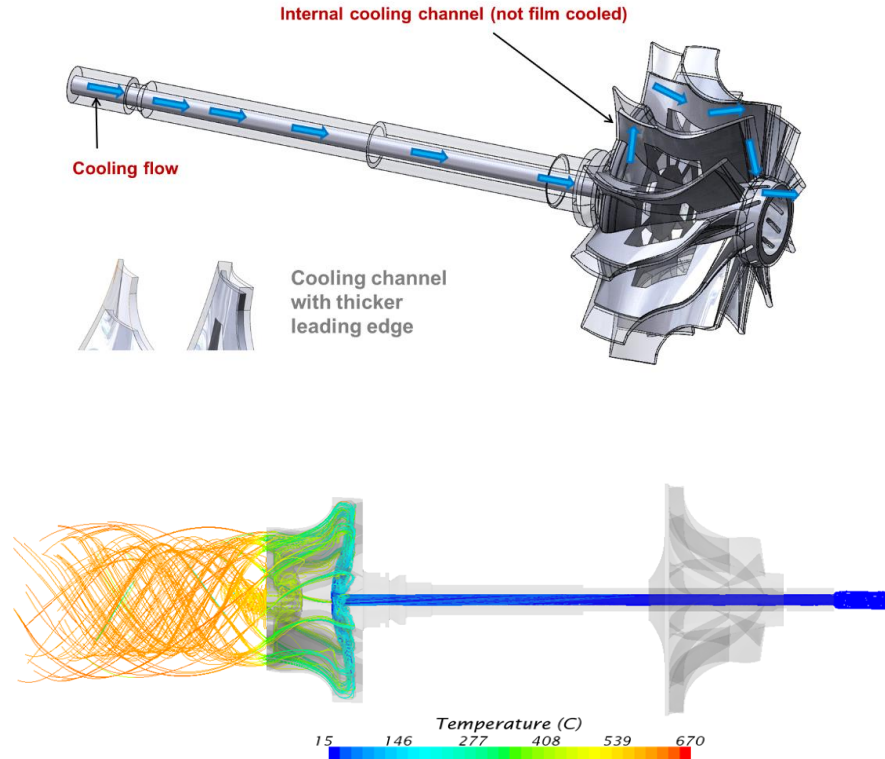 Internal cooling channel (not film cooled)
Cooling flow
Cooling channel
with thicker
leading edge
Temperature (C)
15 146 277 408 539 670